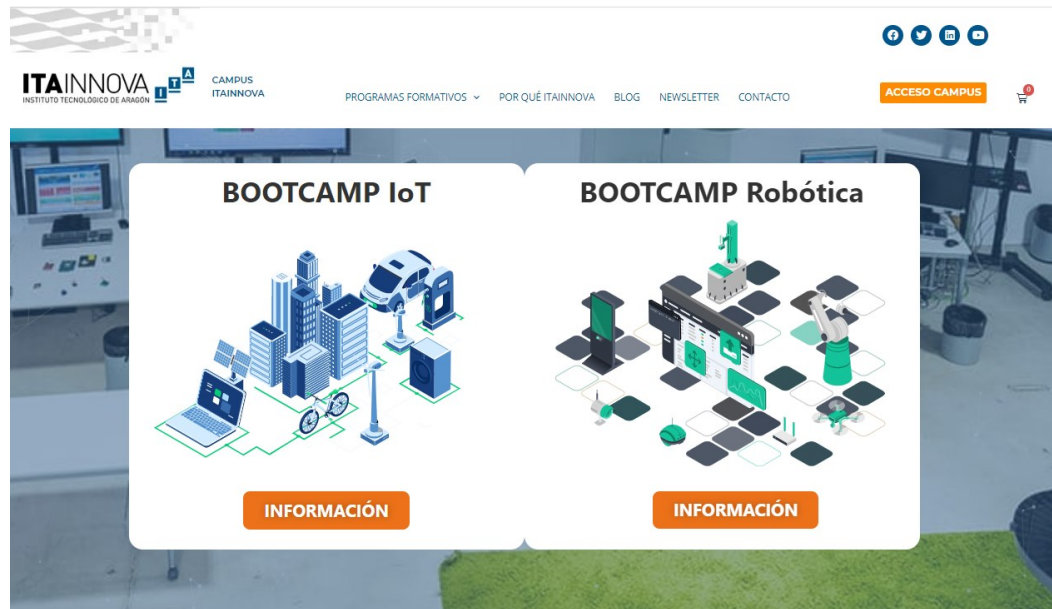 ITAINNOVA
INSTITUTO TECNOLÓGICO DE ARAGÓN
ITA
CAMPUS
ITAINNOVA
PROGRAMAS FORMATIVOS
POR QUÉ ITAINNOVA
BLOG
NEWSLETTER
CONTACTO
ACCESO CAMPUS
0
BOOTCAMP IoT
INFORMACIÓN
BOOTCAMP Robótica
INFORMACIÓN